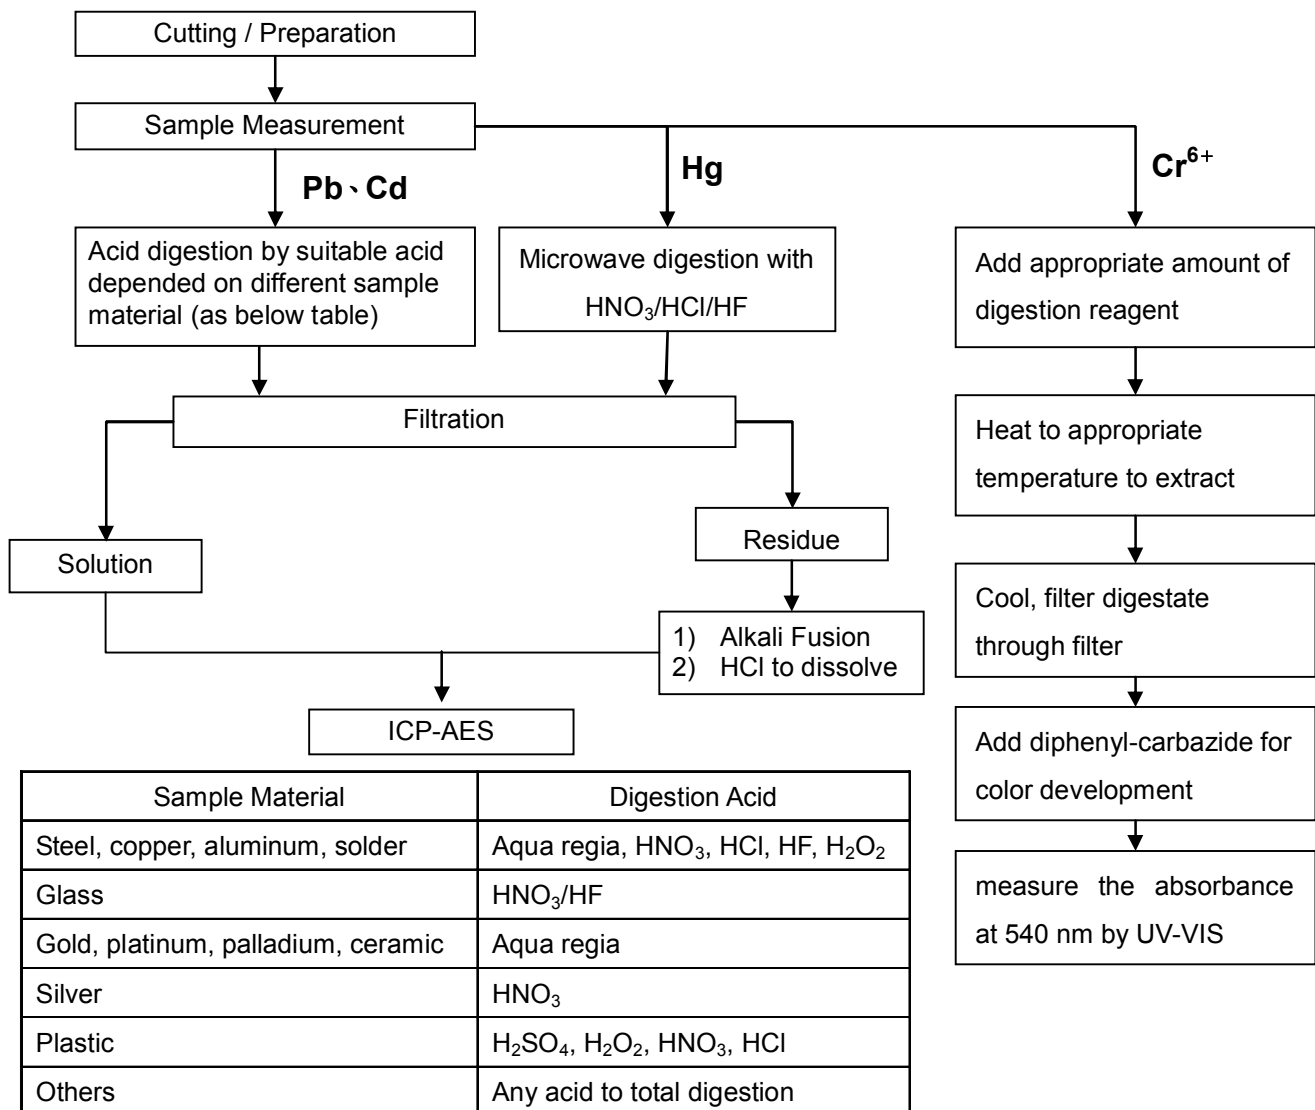 Cutting / Preparation
Sample Measurement
Pb、Cd
Hg
Cr⁶⁺
Acid digestion by suitable acid
depended on different sample
material (as below table)
Microwave digestion with
HNO₃/HCl/HF
Add appropriate amount of
digestion reagent
Filtration
Heat to appropriate
temperature to extract
Solution
Residue
Cool, filter digestate
through filter
1) Alkali Fusion
2) HCl to dissolve
ICP-AES
Add diphenyl-carbazide for
color development
measure the absorbance
at 540 nm by UV-VIS
Sample Material Digestion Acid
Steel, copper, aluminum, solder Aqua regia, HNO₃, HCl, HF, H₂O₂
Glass HNO₃/HF
Gold, platinum, palladium, ceramic Aqua regia
Silver HNO₃
Plastic H₂SO₄, H₂O₂, HNO₃, HCl
Others Any acid to total digestion